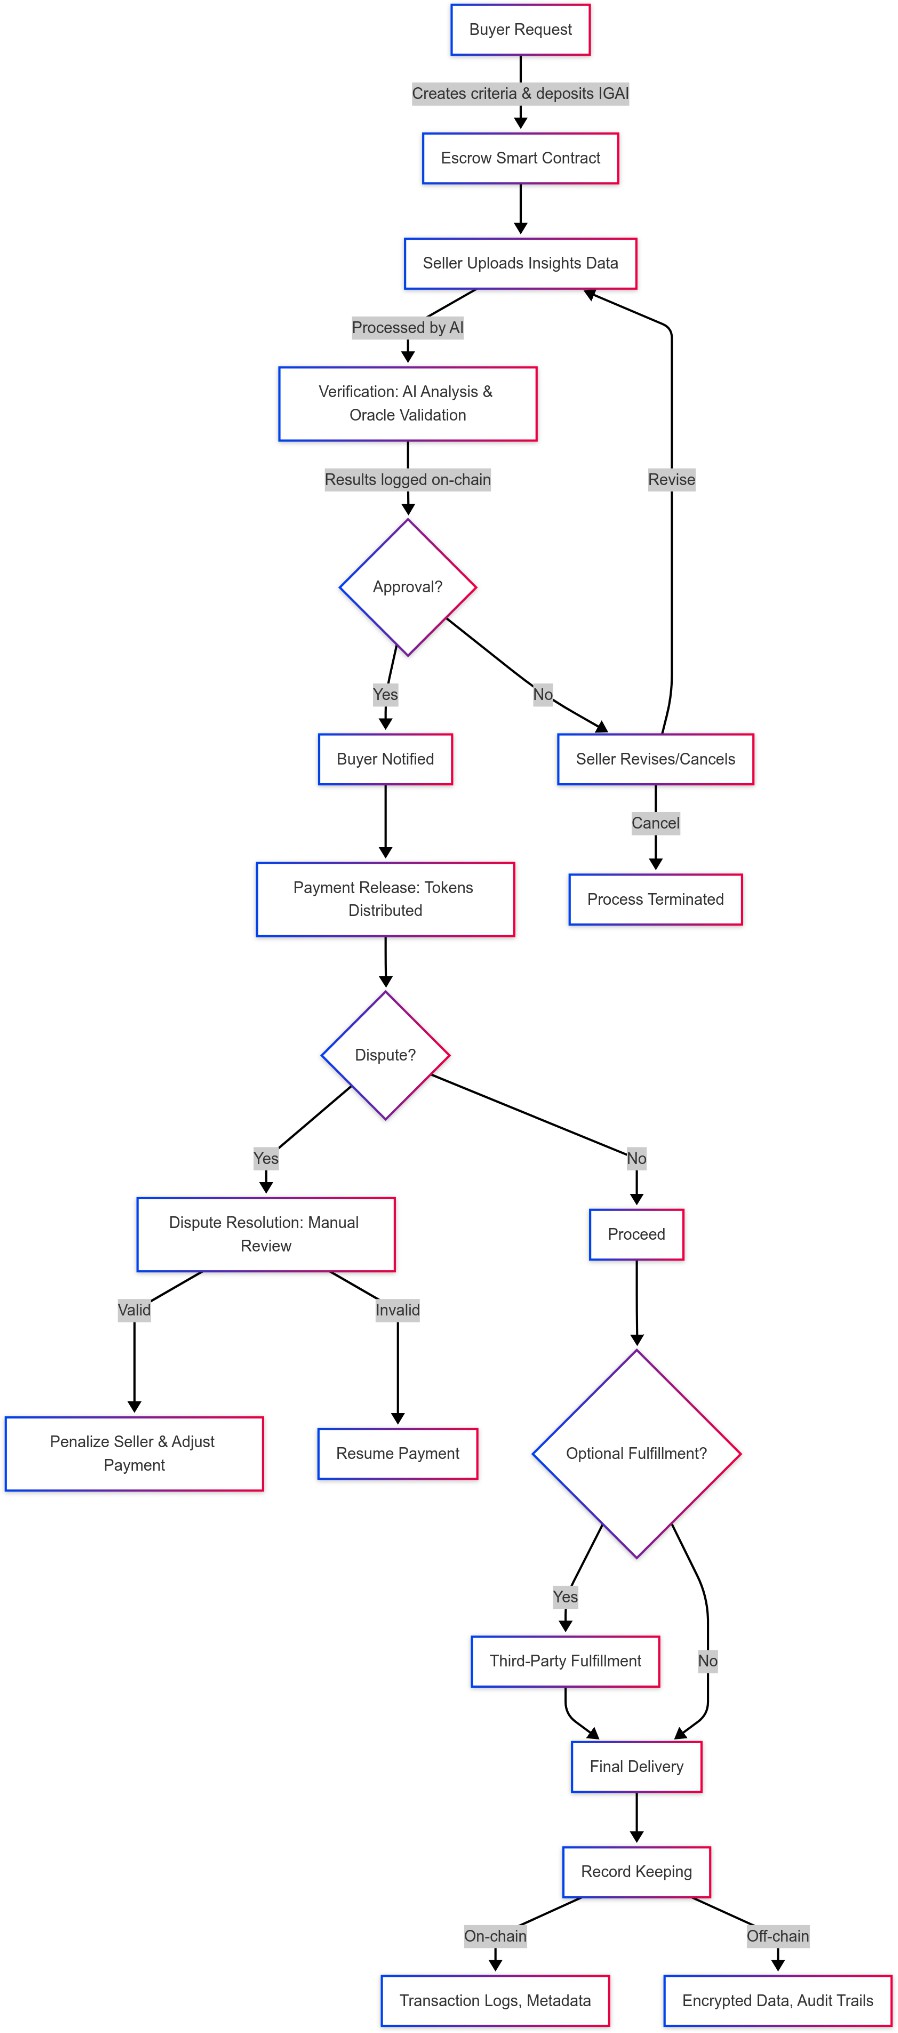 Buyer Request
Creates criteria & deposits IGAI
Escrow Smart Contract
Seller Uploads Insights Data
Processed by AI
Verification: AI Analysis &
Oracle Validation
Results logged on-chain
Revise
Approval?
Yes
No
Buyer Notified
Seller Revises/Cancels
Cancel
Payment Release: Tokens
Distributed
Process Terminated
Dispute?
Yes
No
Dispute Resolution: Manual
Review
Proceed
Valid
Invalid
Penalize Seller & Adjust
Payment
Resume Payment
Optional Fulfillment?
Yes
Third-Party Fulfillment
No
Final Delivery
Record Keeping
On-chain
Off-chain
Transaction Logs, Metadata
Encrypted Data, Audit Trails